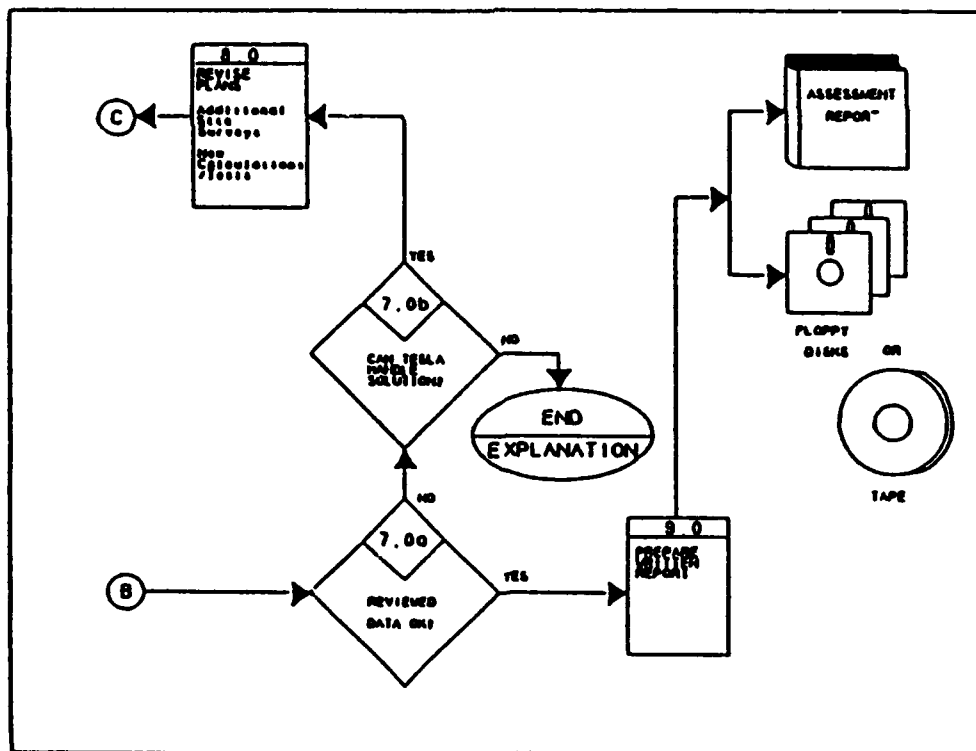 8.0
REVISE
PLANS
Additional
Site
Surveys
New
Calculations
/Tests
C
ASSESSMENT
REPORT
FLOPPY
DISKS OR
TAPE
YES
7.0b
CAN TESLA
HANDLE
SOLUTION?
NO
END
EXPLANATION
NO
7.0a
REVIEWED
DATA OK?
B
YES
9.0
PREPARE
WRITTEN
REPORT